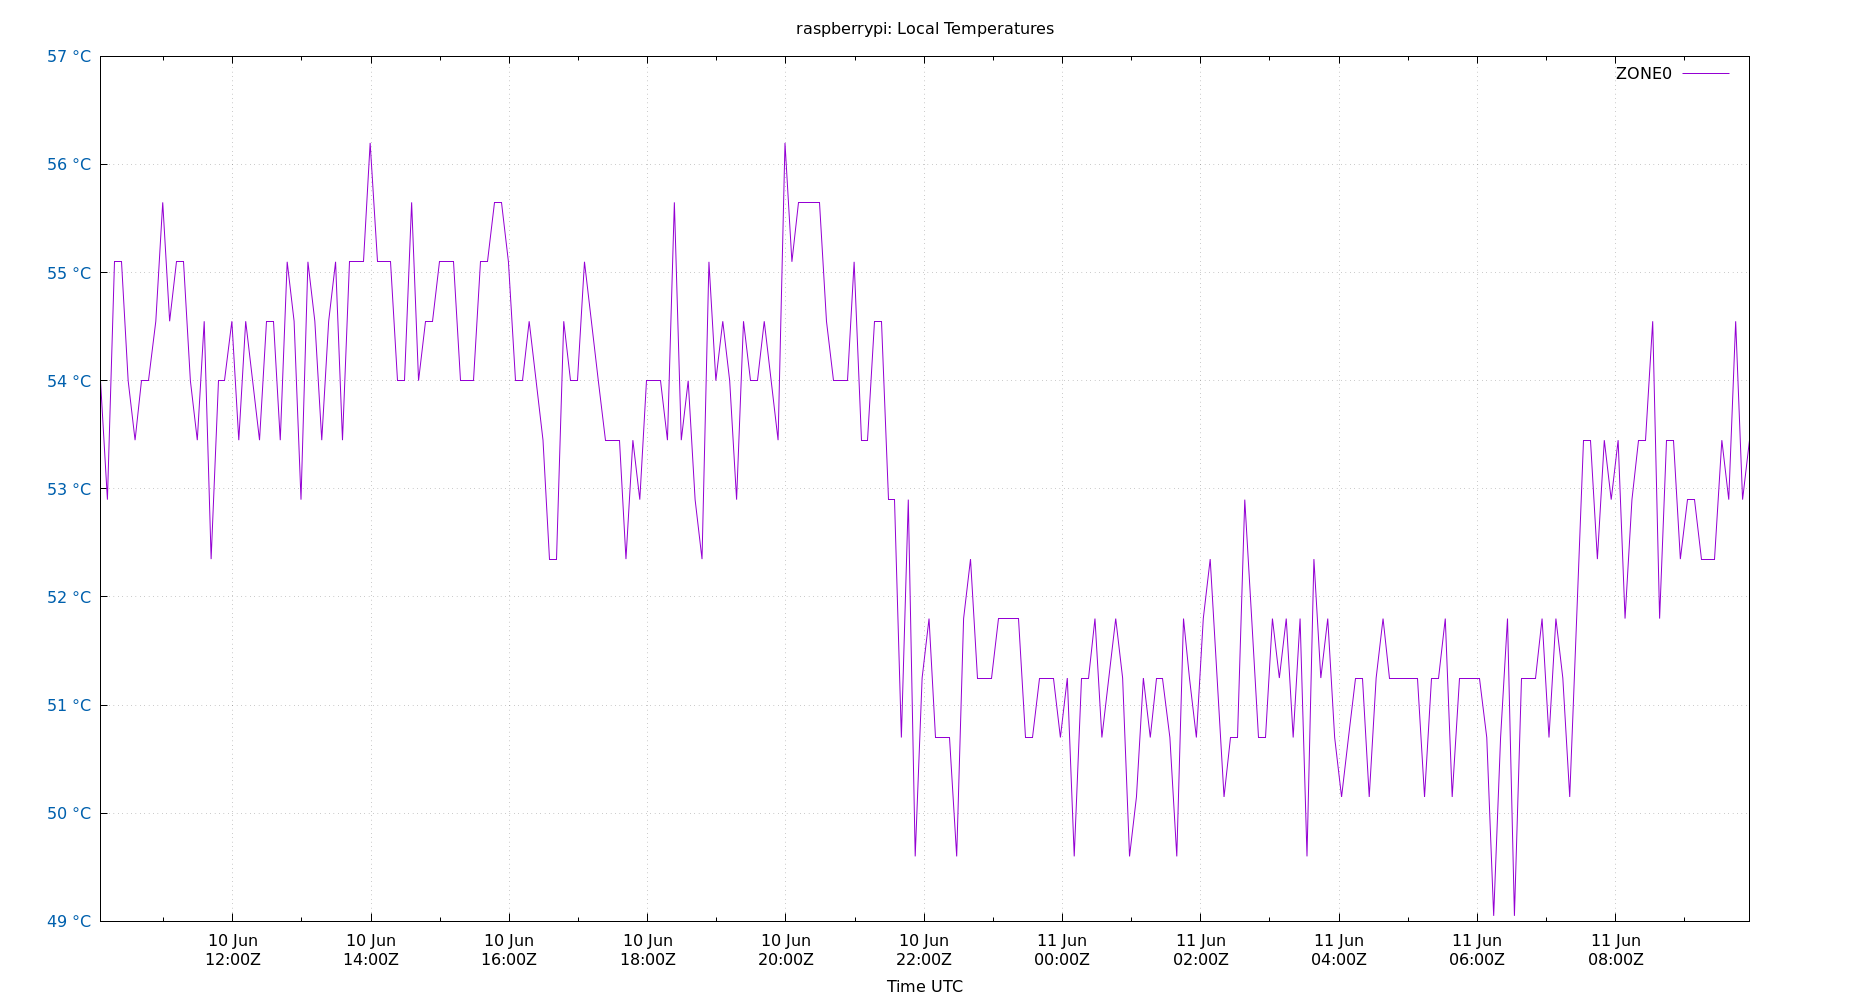 raspberrypi: Local Temperatures
57 °C
ZONE0
56 °C
55 °C
54 °C
53 °C
52 °C
51 °C
50 °C
49 °C
10 Jun 10 Jun 10 Jun 10 Jun 10 Jun 10 Jun 11 Jun 11 Jun 11 Jun 11 Jun 11 Jun
12:00Z 14:00Z 16:00Z 18:00Z 20:00Z 22:00Z 00:00Z 02:00Z 04:00Z 06:00Z 08:00Z
Time UTC